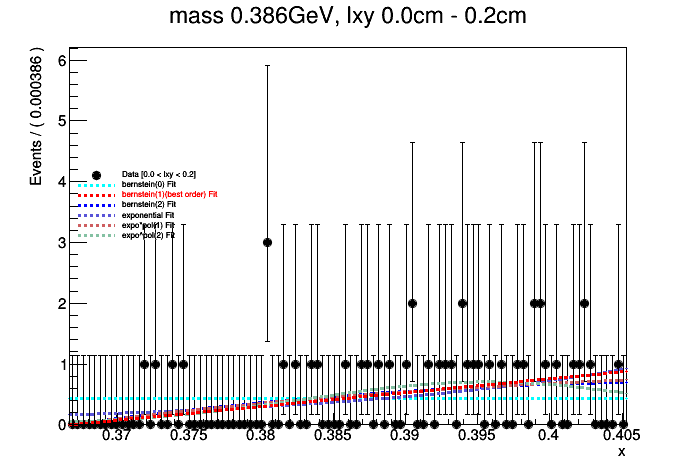 mass 0.386GeV, lxy 0.0cm - 0.2cm
Events / ( 0.000386 )
6
5
4
3
2
1
0
Data [0.0 < lxy < 0.2]
bernstein(0) Fit
bernstein(1)(best order) Fit
bernstein(2) Fit
exponential Fit
expo*pol(1) Fit
expo*pol(2) Fit
0.37 0.375 0.38 0.385 0.39 0.395 0.4 0.405
x